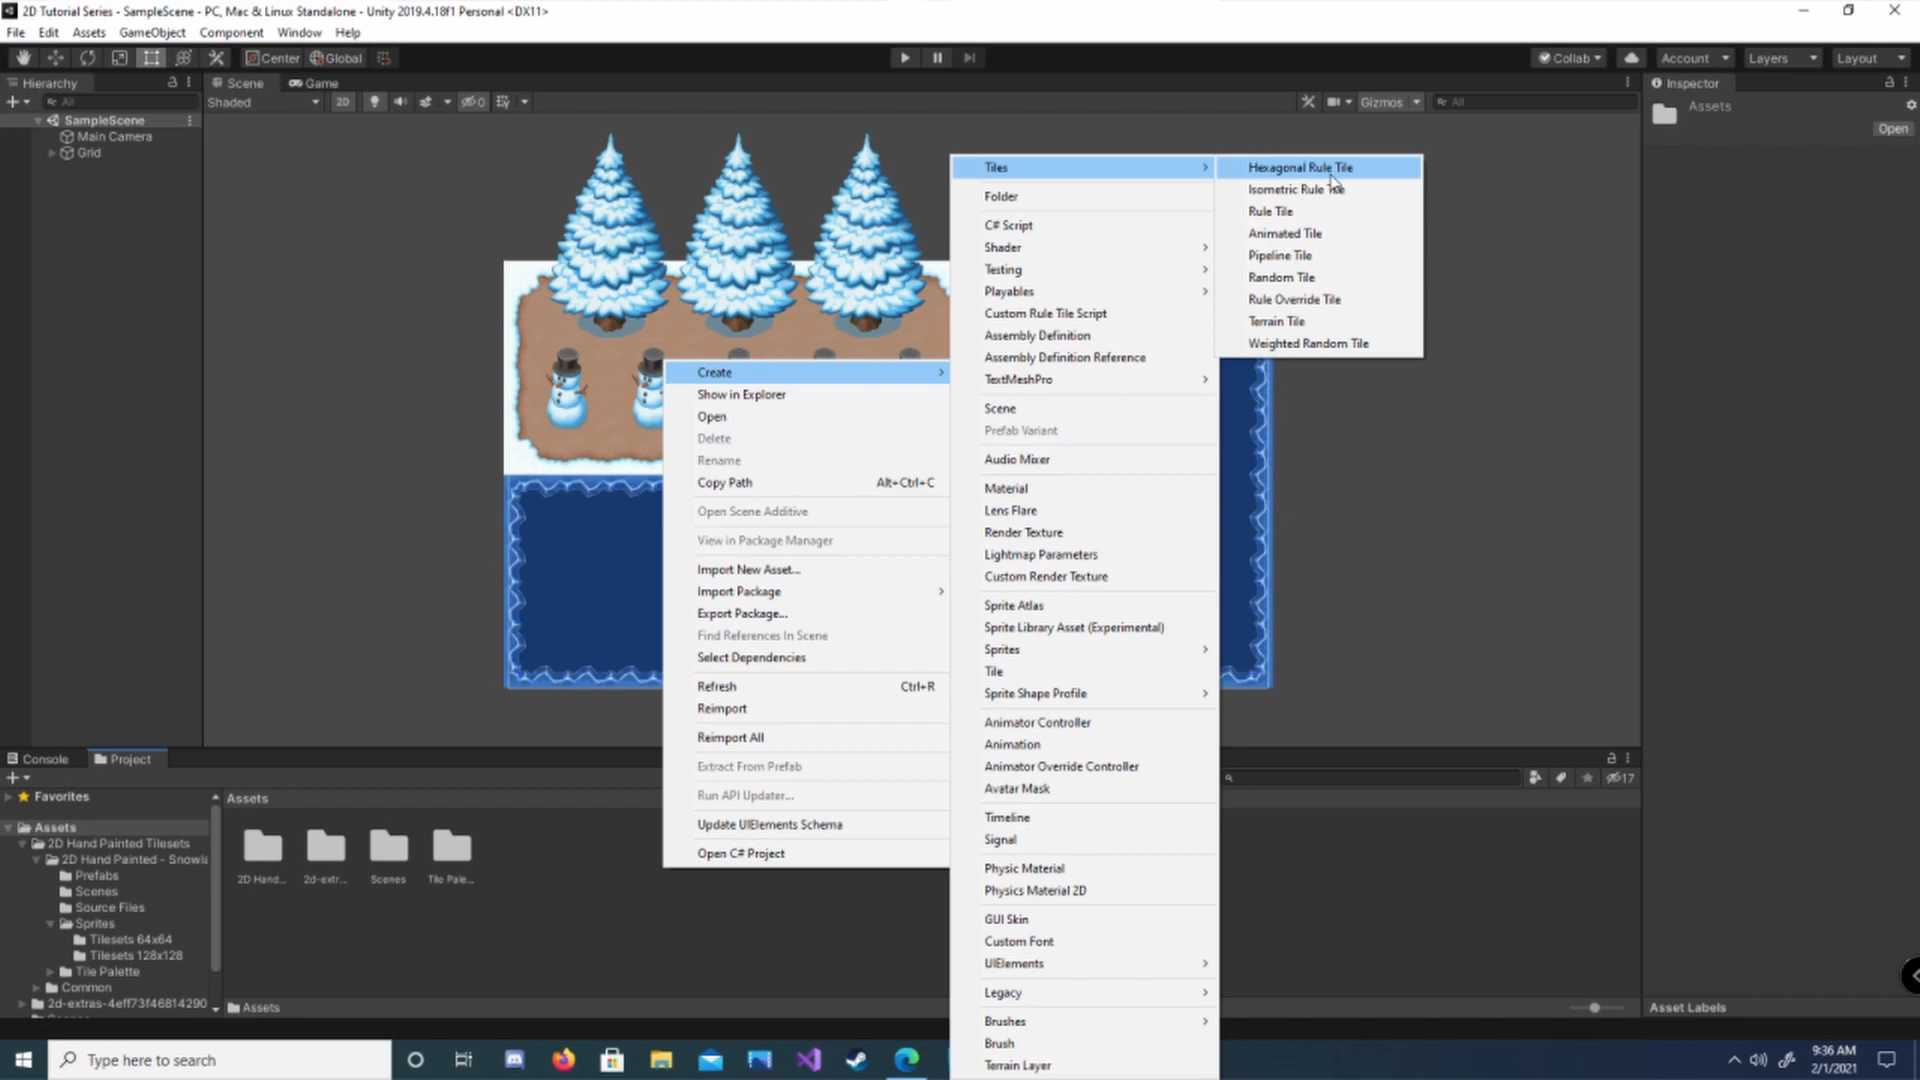 2D Tutorial Series - SampleScene - PC, Mac & Linux Standalone - Unity 2019.4.18f1 Personal <DX11>
File Edit Assets GameObject Component Window Help
Center Global Collab Account Layers Layout
Hierarchy Scene Game Inspector
All Shaded 2D 0 Gizmos All Assets
Open
SampleScene
Main Camera
Grid
Tiles
Folder
C# Script
Shader
Testing
Playables
Custom Rule Tile Script
Assembly Definition
Assembly Definition Reference
TextMeshPro
Scene
Prefab Variant
Audio Mixer
Material
Lens Flare
Render Texture
Lightmap Parameters
Custom Render Texture
Sprite Atlas
Sprite Library Asset (Experimental)
Sprites
Tile
Sprite Shape Profile
Animator Controller
Animation
Animator Override Controller
Avatar Mask
Timeline
Signal
Physic Material
Physics Material 2D
GUI Skin
Custom Font
UIElements
Legacy
Brushes
Brush
Terrain Layer
Hexagonal Rule Tile
Isometric Rule
Rule Tile
Animated Tile
Pipeline Tile
Random Tile
Rule Override Tile
Terrain Tile
Weighted Random Tile
Create
Show in Explorer
Open
Delete
Rename
Copy Path Alt+Ctrl+C
Open Scene Additive
View in Package Manager
Import New Asset...
Import Package
Export Package...
Find References In Scene
Select Dependencies
Refresh Ctrl+R
Reimport
Reimport All
Extract From Prefab
Run API Updater...
Update UIElements Schema
Open C# Project
Console Project
17
Favorites
Assets
2D Hand Painted Tilesets
2D Hand Painted - Snowla
Prefabs
Scenes
Source Files
Sprites
Tilesets 64x64
Tilesets 128x128
Tile Palette
Common
2d-extras-4eff73f46814290
Assets
2D Hand... 2d-extr... Scenes Tile Pale...
Assets
Asset Labels
Type here to search
9:36 AM
2/1/2021